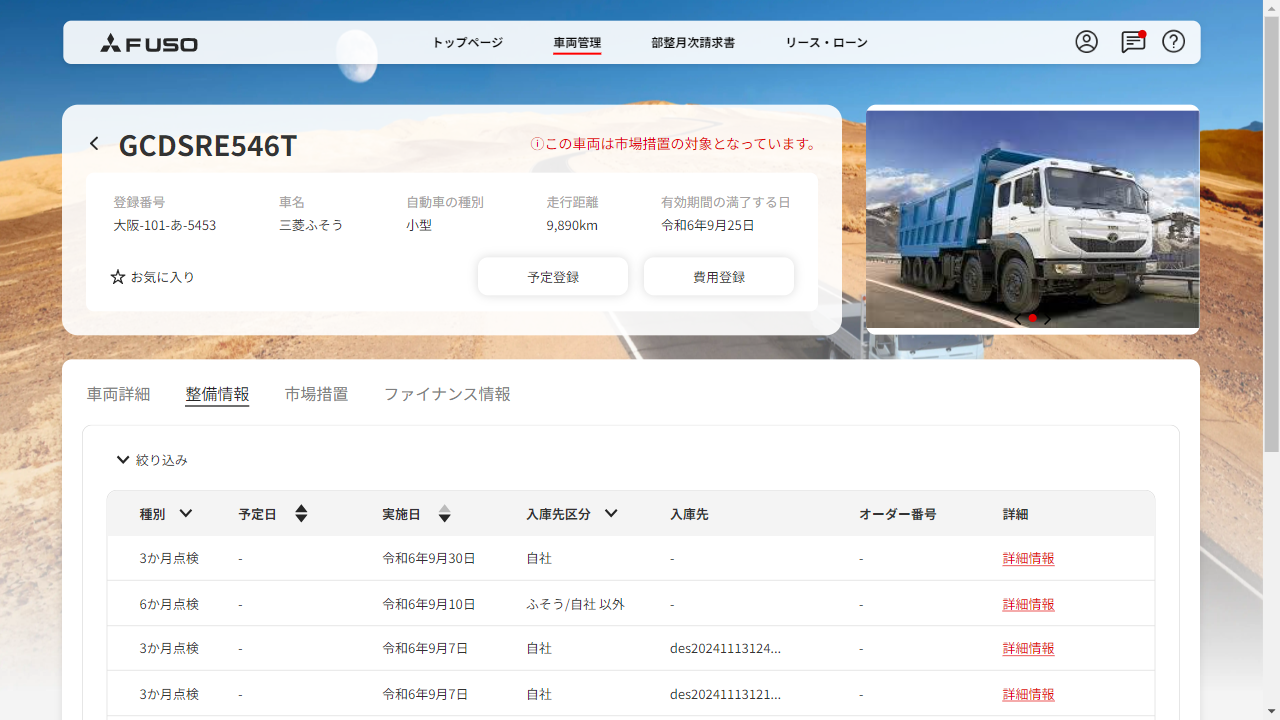 FUSO
トップページ 車両管理 部整月次請求書 リース・ローン
GCDSRE546T
ⓘこの車両は市場措置の対象となっています。
登録番号 車名 自動車の種別 走行距離 有効期間の満了する日
大阪-101-あ-5453 三菱ふそう 小型 9,890km 令和6年9月25日
お気に入り 予定登録 費用登録
車両詳細 整備情報 市場措置 ファイナンス情報
絞り込み
種別 予定日 実施日 入庫先区分 入庫先 オーダー番号 詳細
3か月点検 - 令和6年9月30日 自社 - - 詳細情報
6か月点検 - 令和6年9月10日 ふそう/自社 以外 - - 詳細情報
3か月点検 - 令和6年9月7日 自社 des20241113124... - 詳細情報
3か月点検 - 令和6年9月7日 自社 des20241113121... - 詳細情報